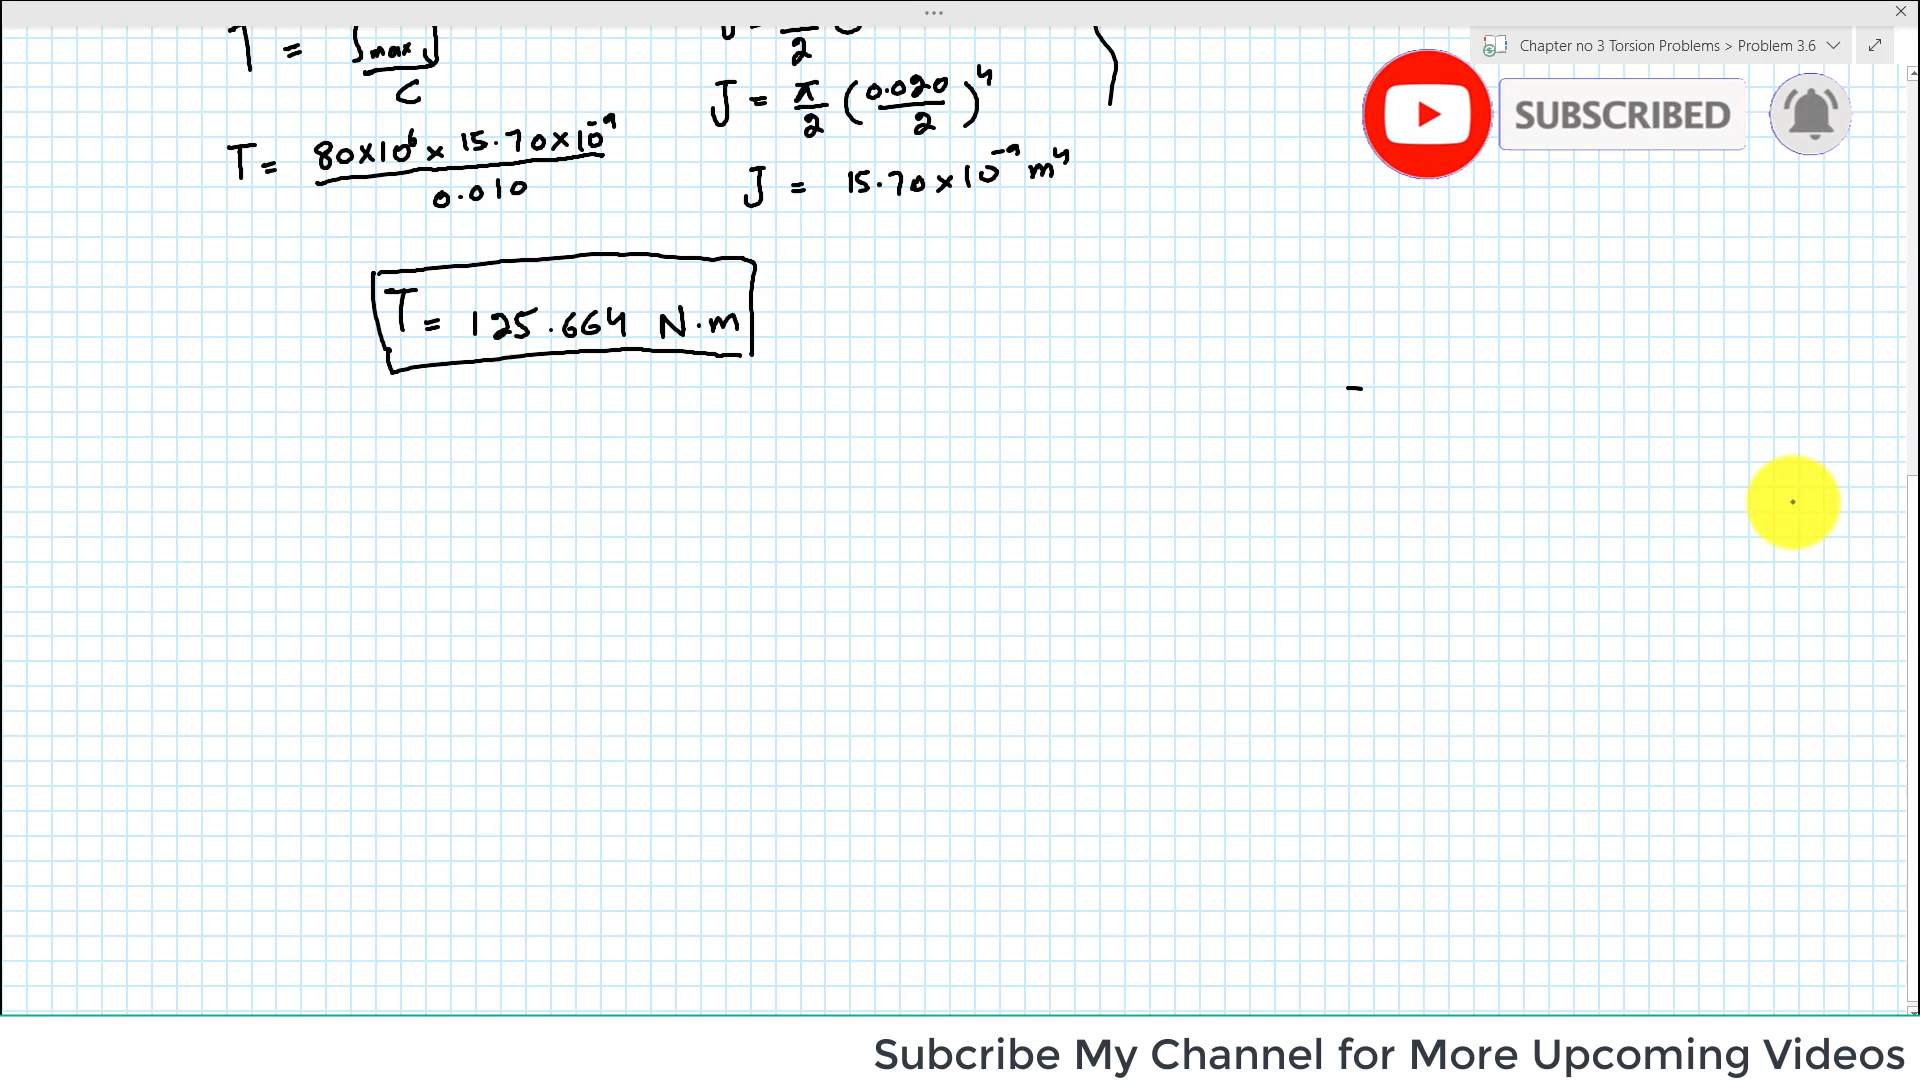 Chapter no 3 Torsion Problems > Problem 3.6
SUBSCRIBED
T = τmax J
C
T = 80×10⁶ × 15.70×10⁻⁹
0.010
2
J = π/2 (0.020/2)⁴
J = 15.70×10⁻⁹ m⁴
T = 125.664 N.m
Subcribe My Channel for More Upcoming Videos